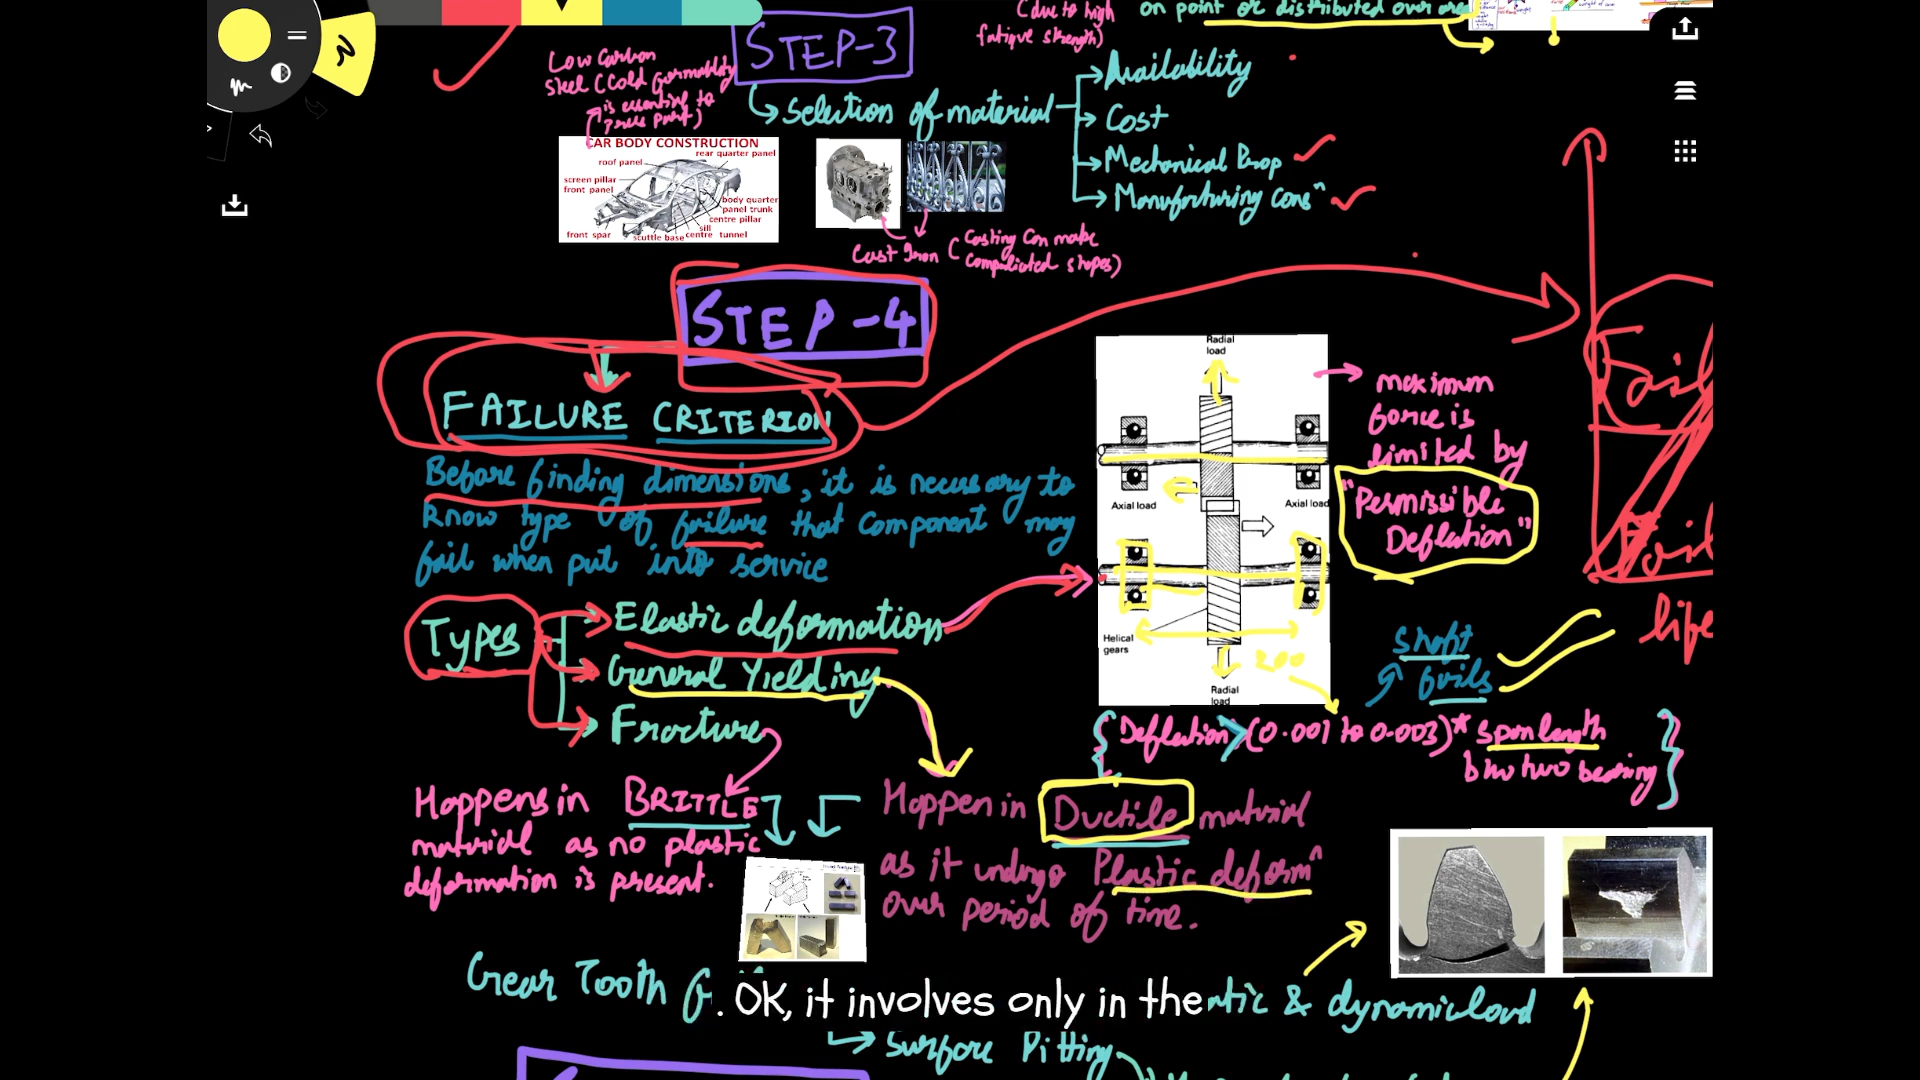 (due to high
fatique strength)
on point or distributed over area
STEP-3
Low Carbon
steel (Cold formability
is essential to
parts)
Selection of material
Availability
Cost
Mechanical Prop
Manufacturing Consn
CAR BODY CONSTRUCTION
rear quarter panel
roof panel
screen pillar
front panel
body quarter
panel trunk
centre pillar
sill
front spar
scuttle base
centre tunnel
Cast Iron (Casting can make
complicated shapes)
STEP-4
FAILURE CRITERION
Before finding dimensions, it is necessary to
know type of failure that component may
fail when put into service
Types
Elastic deformation
General Yielding
Fracture
Radial
load
Axial load
Axial load
Helical
gears
200
Radial
load
maximum
force is
limited by
"Permissible
Deflection"
Fail
Fail
life
shaft
fails
{Deflection > (0.001 to 0.003) * span length
btw two bearing}
Happens in BRITTLE
material as no plastic
deformation is present.
Happen in Ductile material
as it undergo Plastic deformn
over period of time.
Gear Tooth
. OK, it involves only in the
& dynamic load
Surface Pitting